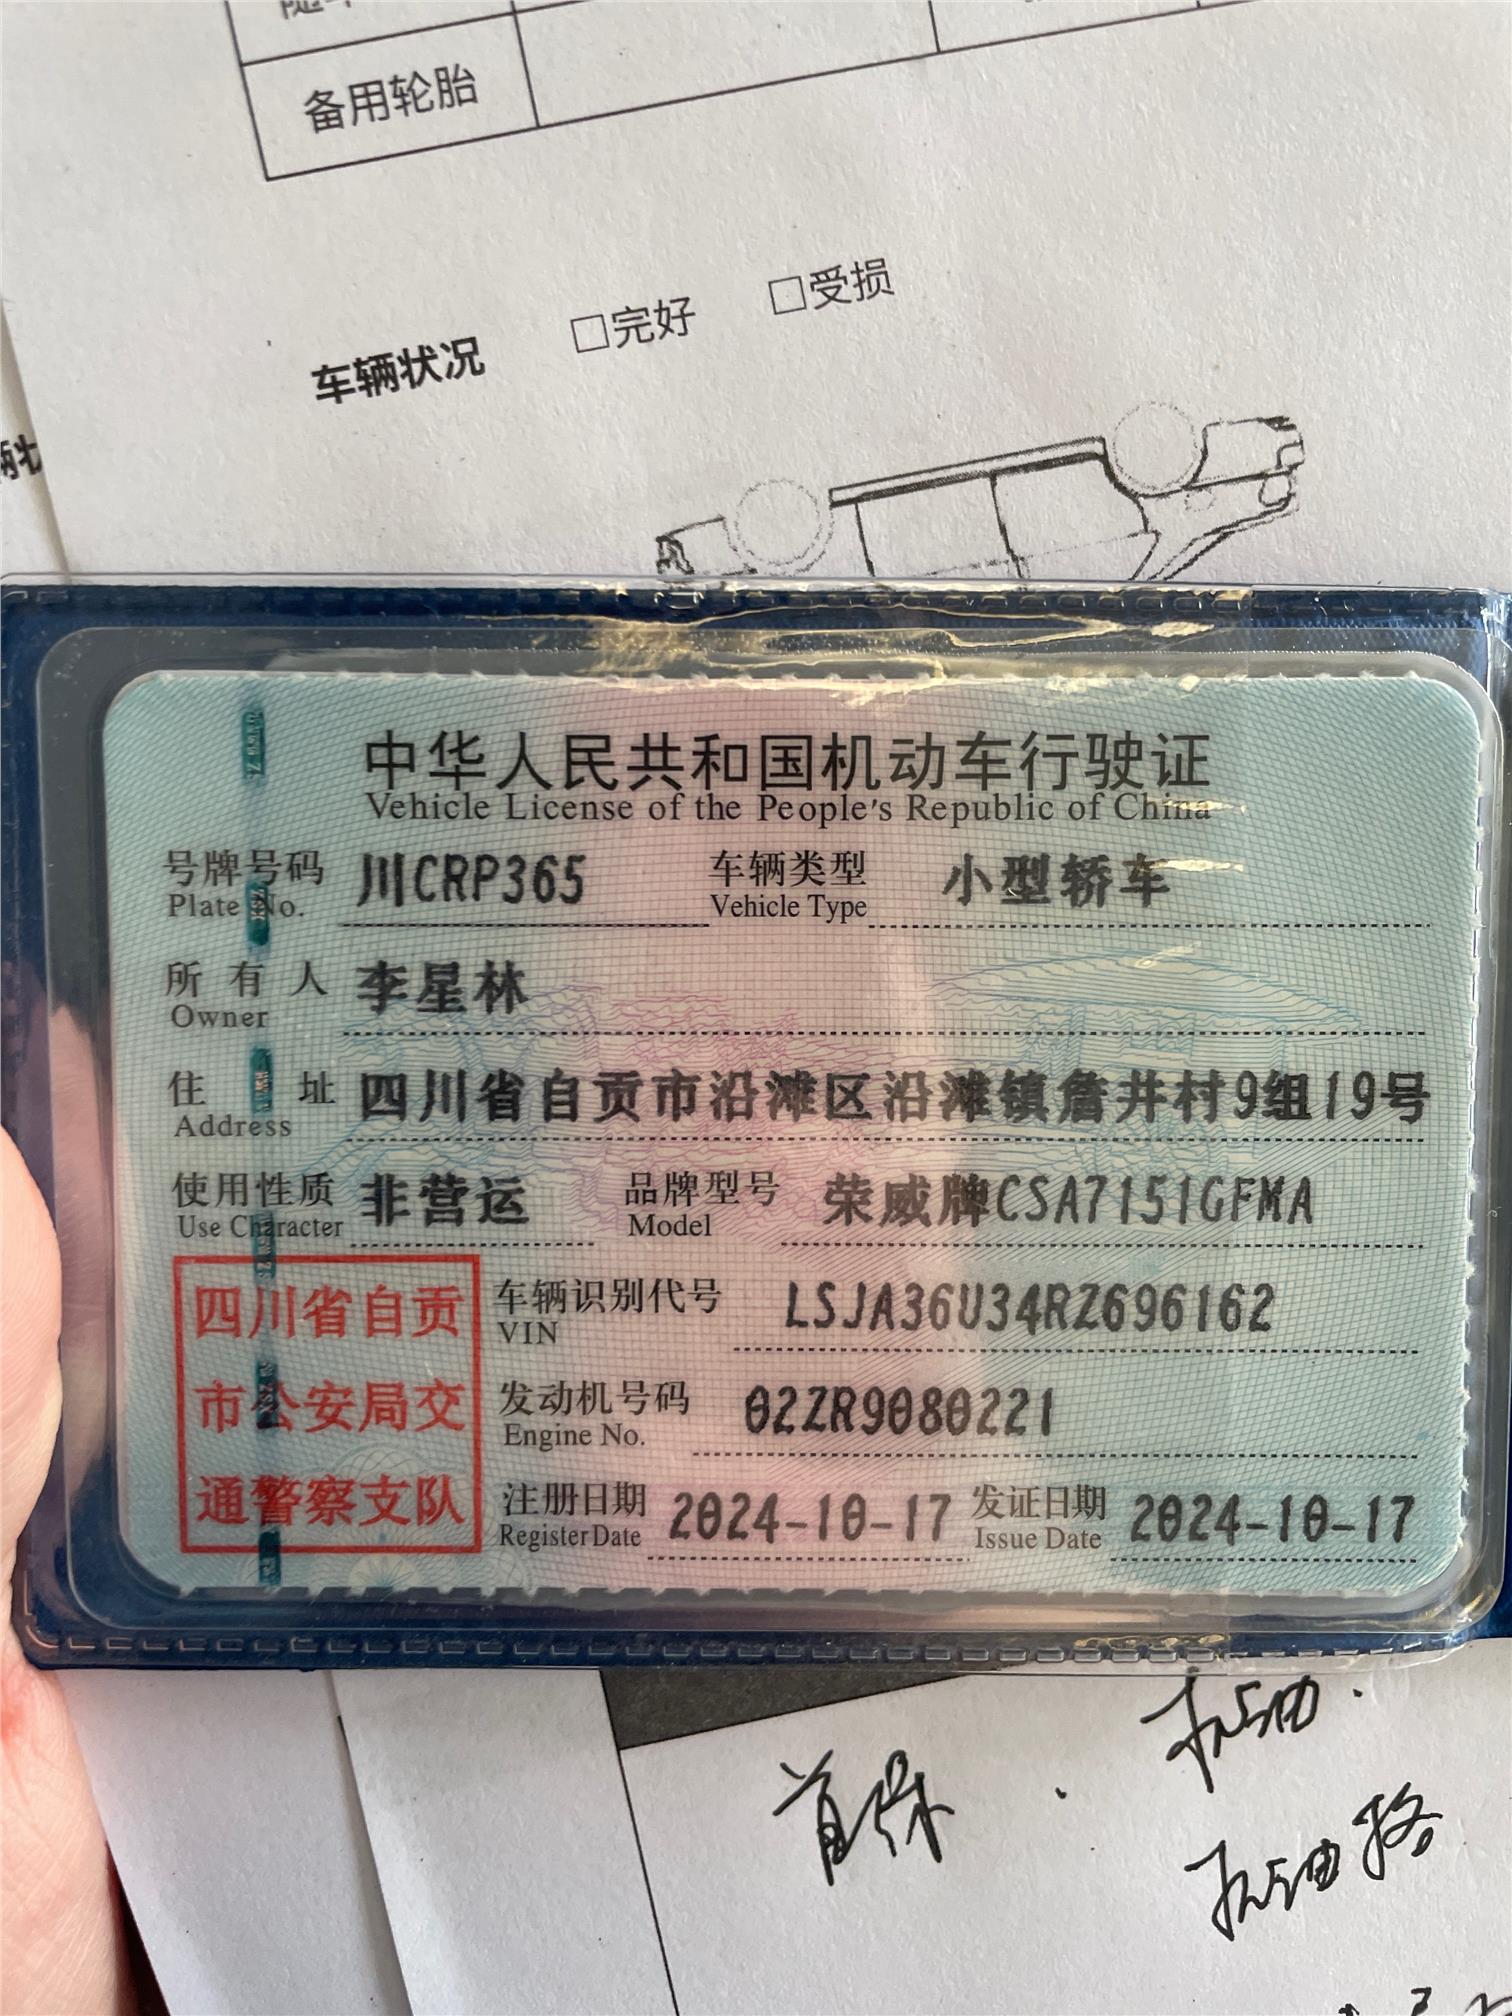 备用轮胎
车辆状况 □完好 □受损
中华人民共和国机动车行驶证
Vehicle License of the People's Republic of China
号牌号码 川CRP365 车辆类型 小型轿车
Plate No. Vehicle Type
所有人 李星林
Owner
住址 四川省自贡市沿滩区沿滩镇詹井村9组19号
Address
使用性质 非营运 品牌型号 荣威牌CSA7151GFMA
Use Character Model
四川省自贡
市公安局交
通警察支队
车辆识别代号 LSJA36U34RZ696162
VIN
发动机号码 02ZR9080221
Engine No.
注册日期 2024-10-17 发证日期 2024-10-17
Register Date Issue Date
首保 . 机油.
机油格